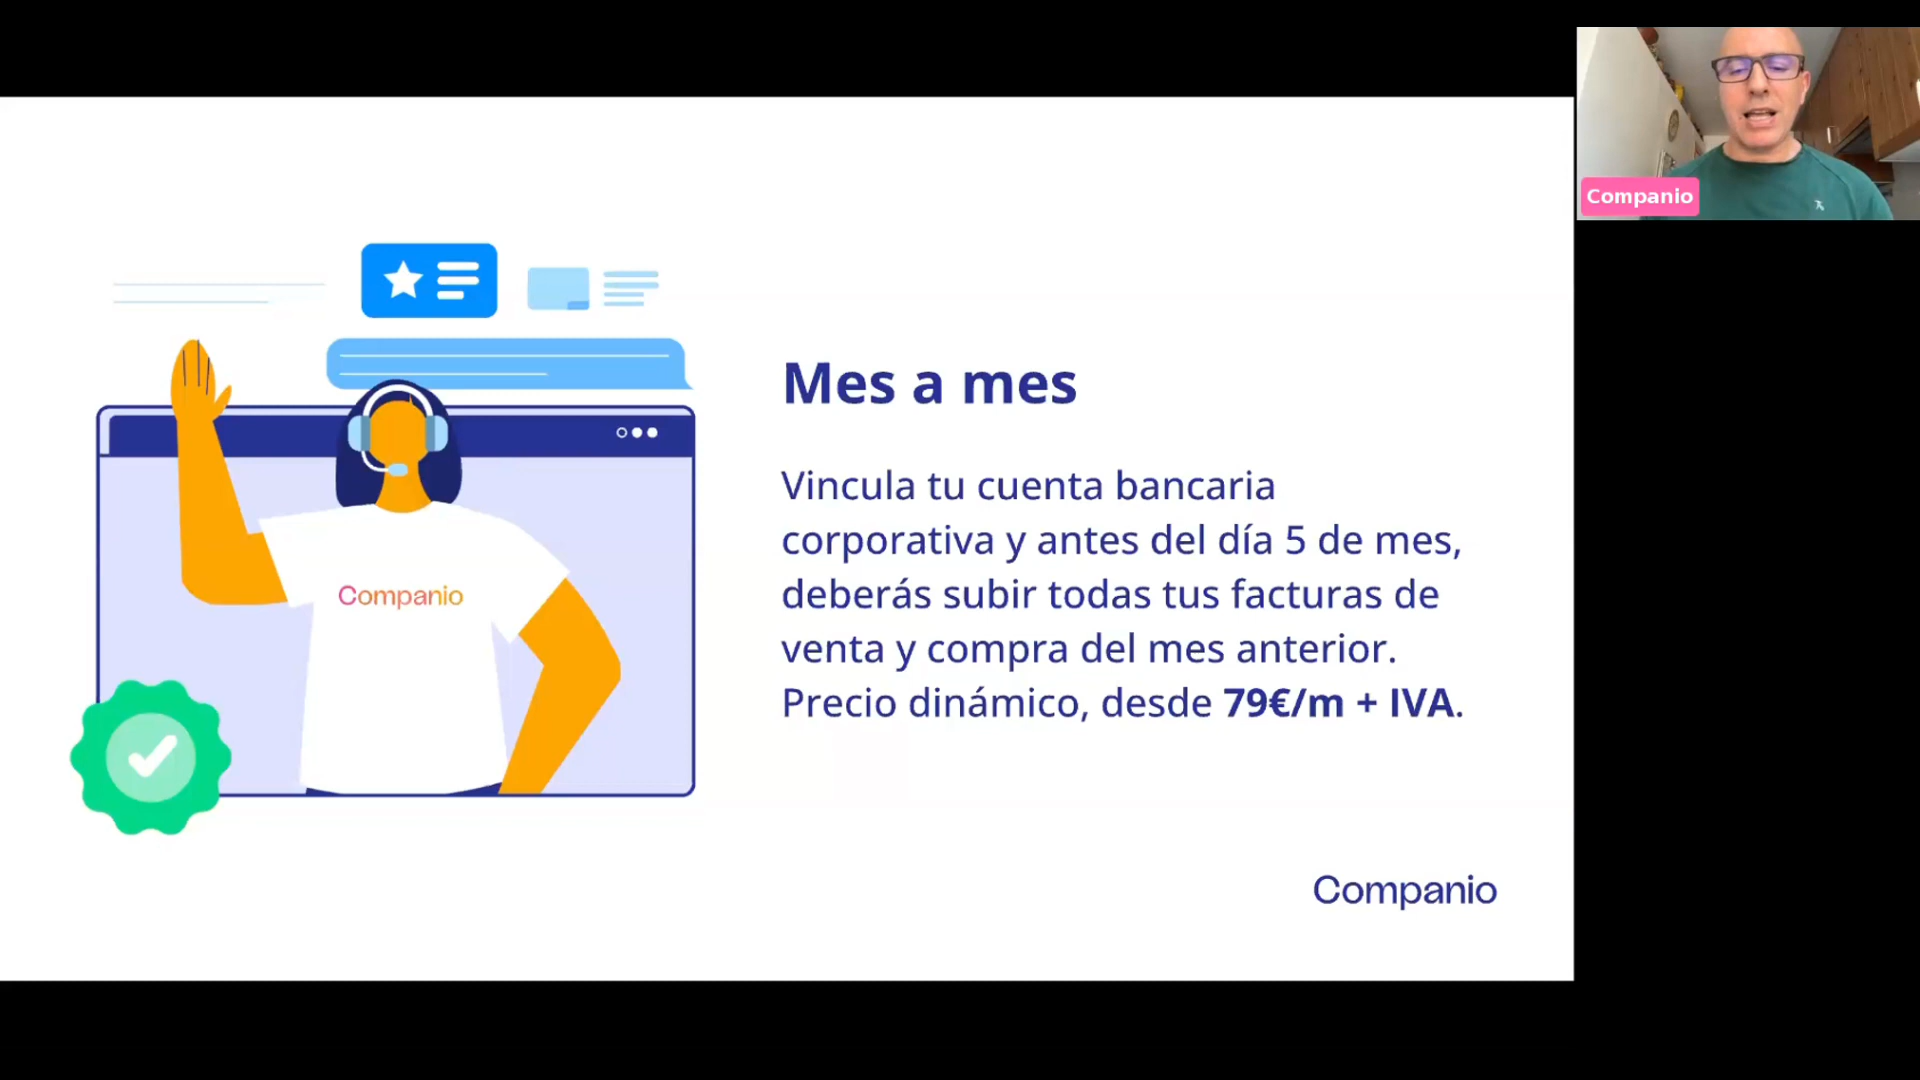 Companio
Mes a mes
Vincula tu cuenta bancaria
corporativa y antes del día 5 de mes,
deberás subir todas tus facturas de
venta y compra del mes anterior.
Precio dinámico, desde 79€/m + IVA.
Companio
Companio